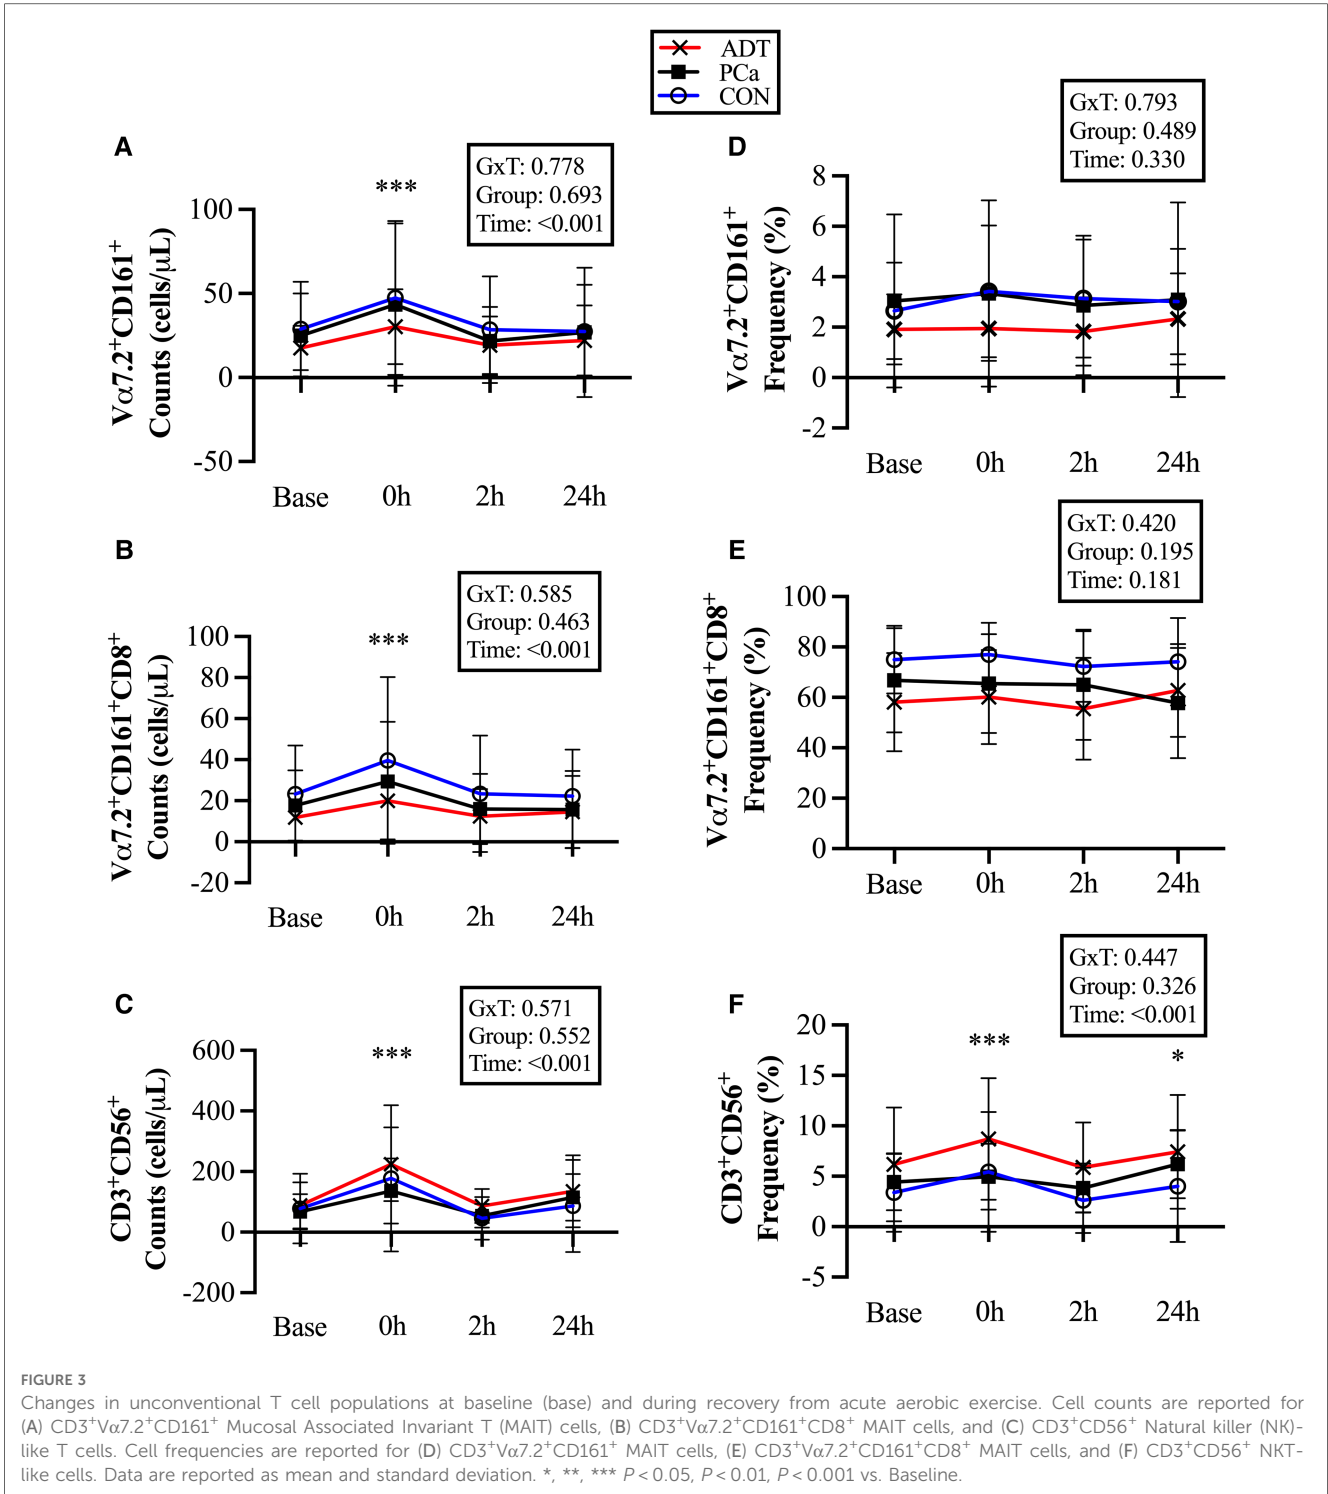 ADT
PCa
CON
A
GxT: 0.778
Group: 0.693
Time: <0.001
***
Vα7.2⁺CD161⁺
Counts (cells/μL)
100
50
0
-50
Base 0h 2h 24h
D
GxT: 0.793
Group: 0.489
Time: 0.330
Vα7.2⁺CD161⁺
Frequency (%)
8
6
4
2
0
-2
Base 0h 2h 24h
B
GxT: 0.585
Group: 0.463
Time: <0.001
***
Vα7.2⁺CD161⁺CD8⁺
Counts (cells/μL)
100
80
60
40
20
0
-20
Base 0h 2h 24h
E
GxT: 0.420
Group: 0.195
Time: 0.181
Vα7.2⁺CD161⁺CD8⁺
Frequency (%)
100
80
60
40
20
0
Base 0h 2h 24h
C
GxT: 0.571
Group: 0.552
Time: <0.001
***
CD3⁺CD56⁺
Counts (cells/μL)
600
400
200
0
-200
Base 0h 2h 24h
F
GxT: 0.447
Group: 0.326
Time: <0.001
***
*
CD3⁺CD56⁺
Frequency (%)
20
15
10
5
0
-5
Base 0h 2h 24h
FIGURE 3
Changes in unconventional T cell populations at baseline (base) and during recovery from acute aerobic exercise. Cell counts are reported for
(A) CD3⁺Vα7.2⁺CD161⁺ Mucosal Associated Invariant T (MAIT) cells, (B) CD3⁺Vα7.2⁺CD161⁺CD8⁺ MAIT cells, and (C) CD3⁺CD56⁺ Natural killer (NK)-
like T cells. Cell frequencies are reported for (D) CD3⁺Vα7.2⁺CD161⁺ MAIT cells, (E) CD3⁺Vα7.2⁺CD161⁺CD8⁺ MAIT cells, and (F) CD3⁺CD56⁺ NKT-
like cells. Data are reported as mean and standard deviation. *, **, *** P < 0.05, P < 0.01, P < 0.001 vs. Baseline.